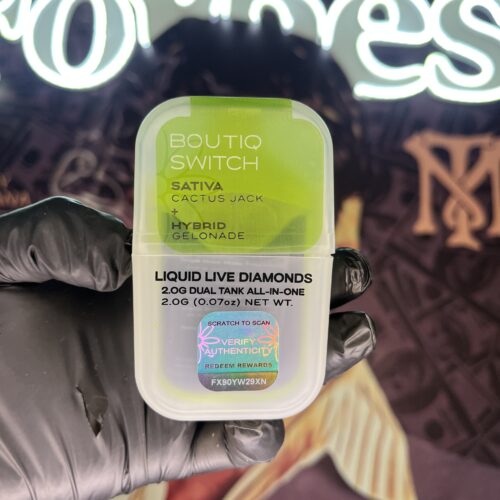 BOUTIQ
SWITCH
SATIVA
CACTUS JACK
+
HYBRID
GELONADE
LIQUID LIVE DIAMONDS
2.0G DUAL TANK ALL-IN-ONE
2.0G (0.07oz) NET WT.
SCRATCH TO SCAN
VERIFY
AUTHENTICITY
REDEEM REWARDS
FX90YW29XN